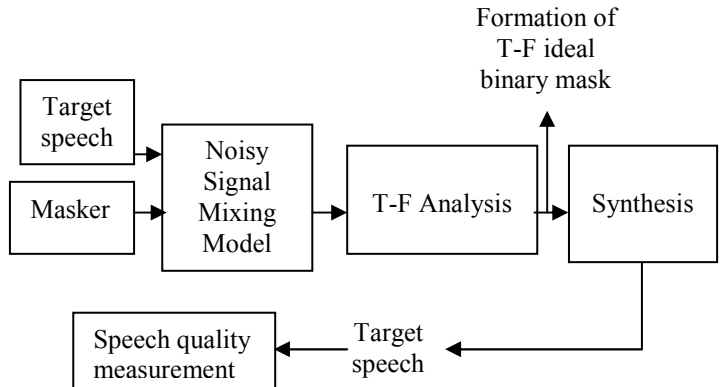 Formation of
T-F ideal
binary mask
Target
speech
Masker
Noisy
Signal
Mixing
Model
T-F Analysis
Synthesis
Target
speech
Speech quality
measurement